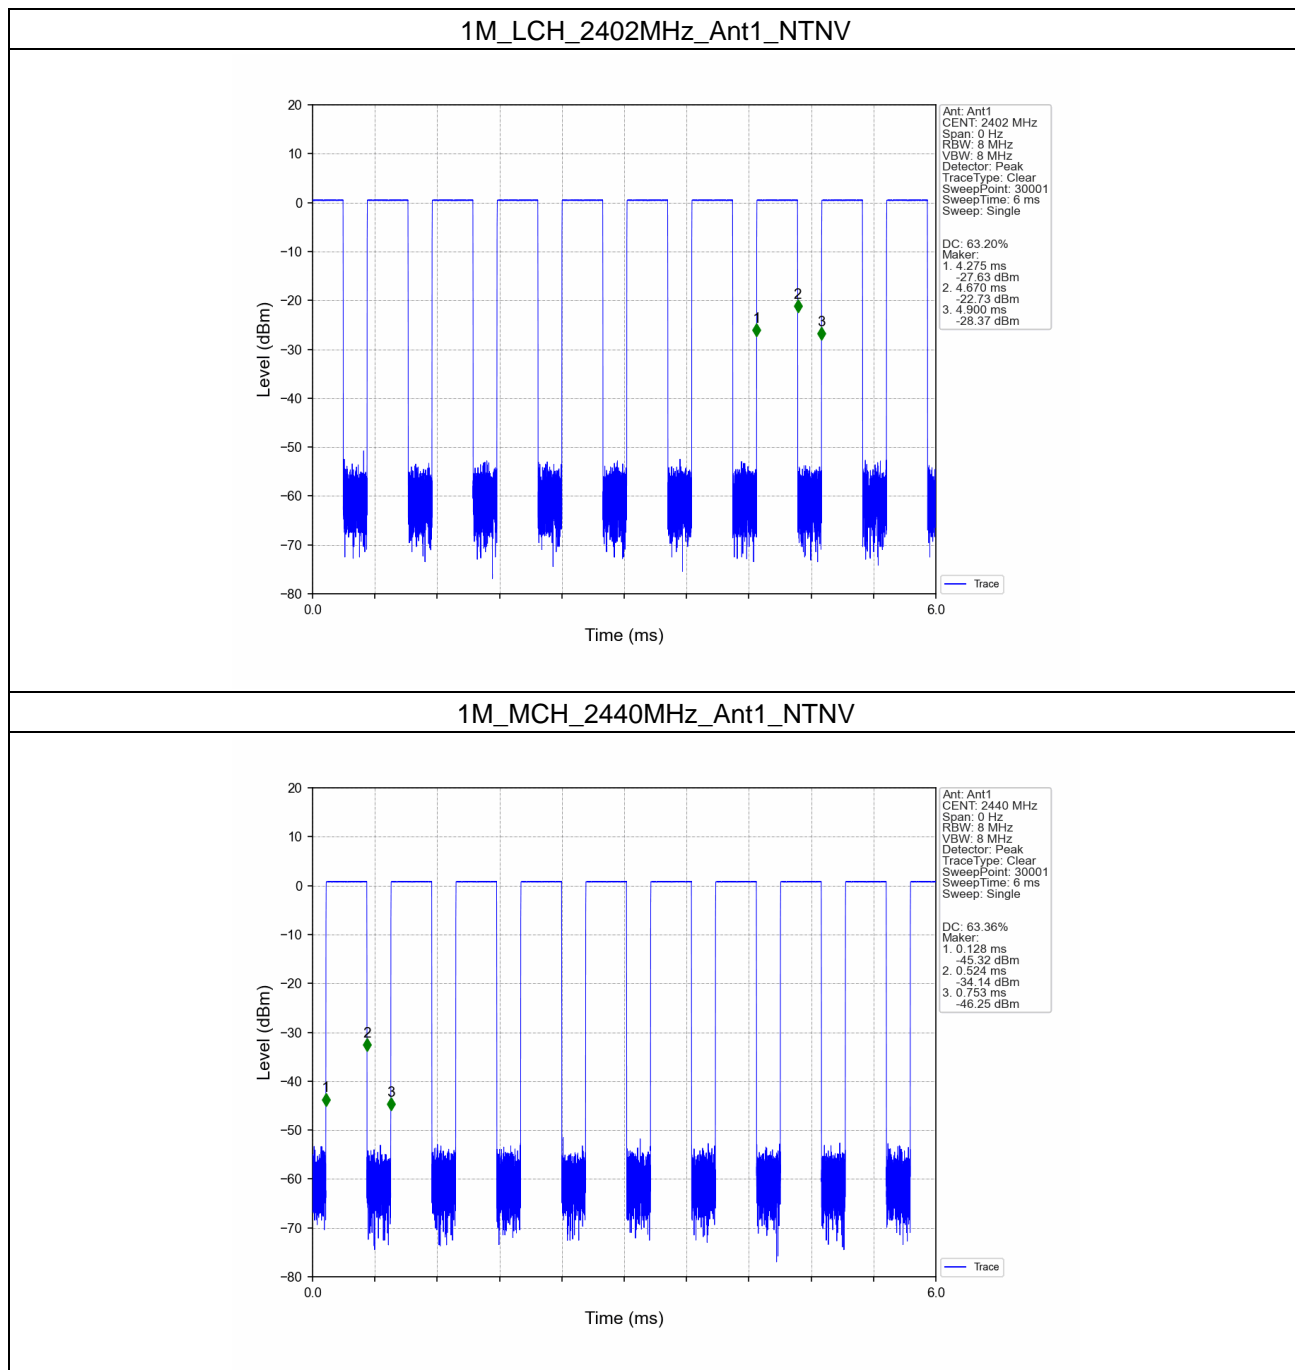 1M_LCH_2402MHz_Ant1_NTNV
20
10
0
−10
−20
−30
−40
−50
−60
−70
−80
Level (dBm)
1
2
3
0.0
6.0
Time (ms)
Ant: Ant1
CENT: 2402 MHz
Span: 0 Hz
RBW: 8 MHz
VBW: 8 MHz
Detector: Peak
TraceType: Clear
SweepPoint: 30001
SweepTime: 6 ms
Sweep: Single
DC: 63.20%
Maker:
1. 4.275 ms
-27.63 dBm
2. 4.670 ms
-22.73 dBm
3. 4.900 ms
-28.37 dBm
Trace
1M_MCH_2440MHz_Ant1_NTNV
20
10
0
−10
−20
−30
−40
−50
−60
−70
−80
Level (dBm)
1
2
3
0.0
6.0
Time (ms)
Ant: Ant1
CENT: 2440 MHz
Span: 0 Hz
RBW: 8 MHz
VBW: 8 MHz
Detector: Peak
TraceType: Clear
SweepPoint: 30001
SweepTime: 6 ms
Sweep: Single
DC: 63.36%
Maker:
1. 0.128 ms
-45.32 dBm
2. 0.524 ms
-34.14 dBm
3. 0.753 ms
-46.25 dBm
Trace